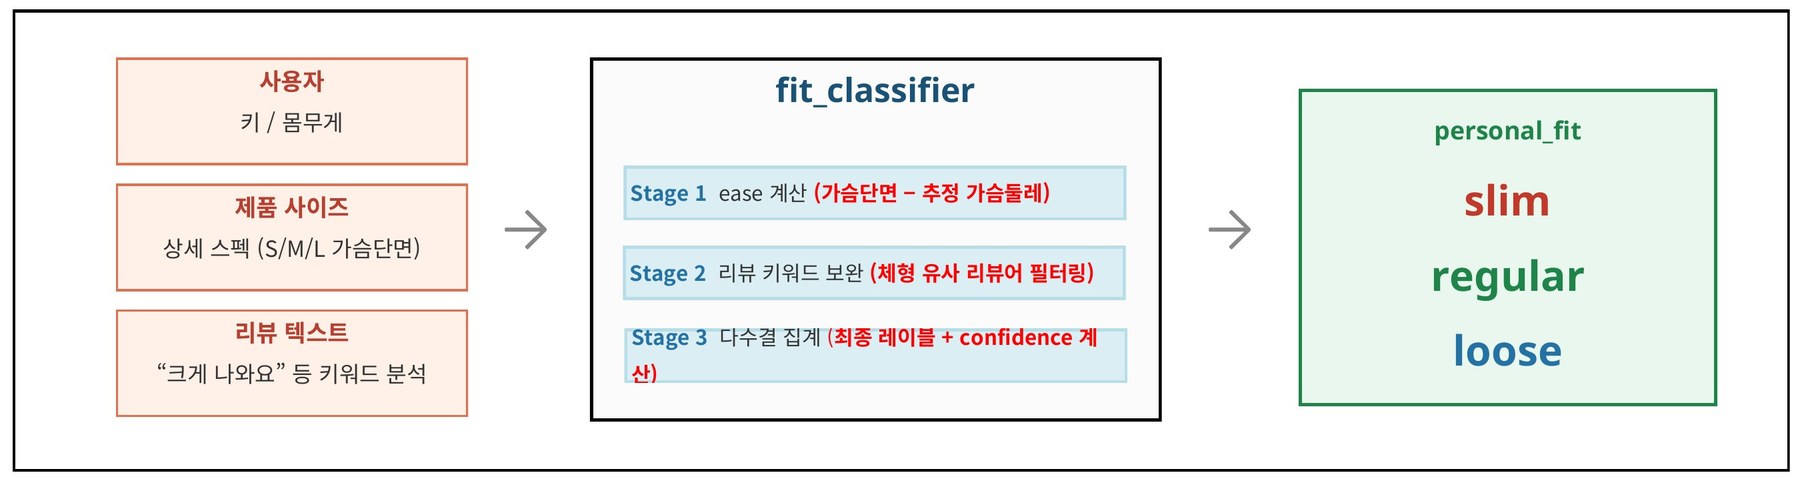 사용자
키 / 몸무게
제품 사이즈
상세 스펙 (S/M/L 가슴단면)
리뷰 텍스트
“크게 나와요” 등 키워드 분석
fit_classifier
Stage 1 ease 계산 (가슴단면 − 추정 가슴둘레)
Stage 2 리뷰 키워드 보완 (체형 유사 리뷰어 필터링)
Stage 3 다수결 집계 (최종 레이블 + confidence 계
산)
personal_fit
slim
regular
loose